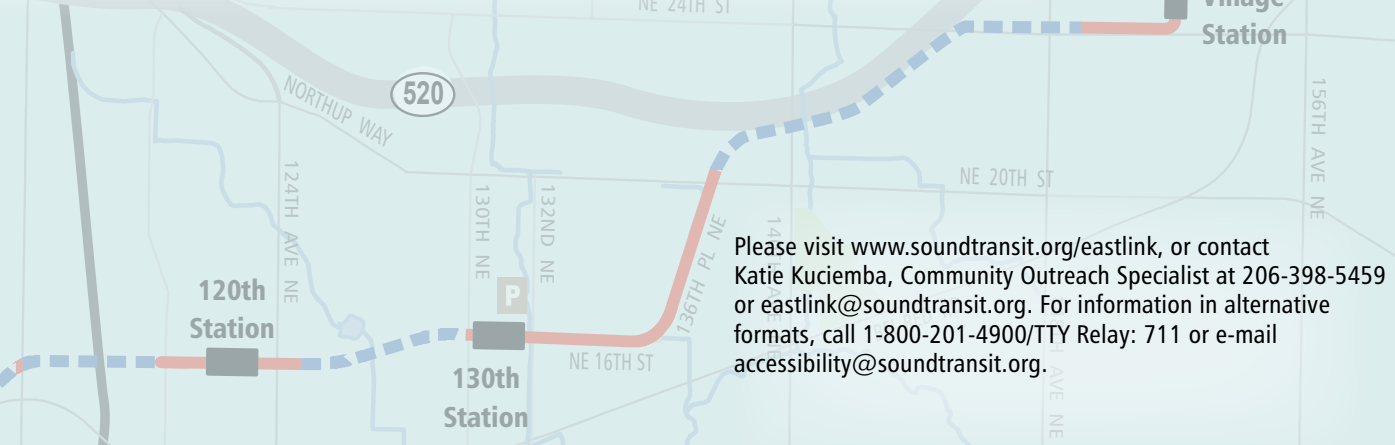 NE 24TH ST
Village
Station
520
NORTHUP WAY
156TH AVE NE
124TH AVE NE
130TH NE
132ND NE
NE 20TH ST
136TH PL NE
P
Please visit www.soundtransit.org/eastlink, or contact
Katie Kuciemba, Community Outreach Specialist at 206-398-5459
or eastlink@soundtransit.org. For information in alternative
formats, call 1-800-201-4900/TTY Relay: 711 or e-mail
accessibility@soundtransit.org.
120th
Station
NE 16TH ST
130th
Station
AVE NE